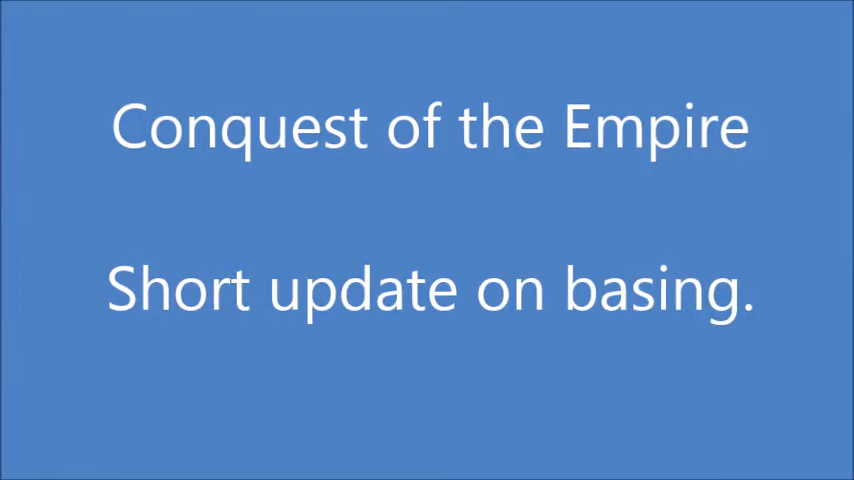 Conquest of the Empire
Short update on basing.